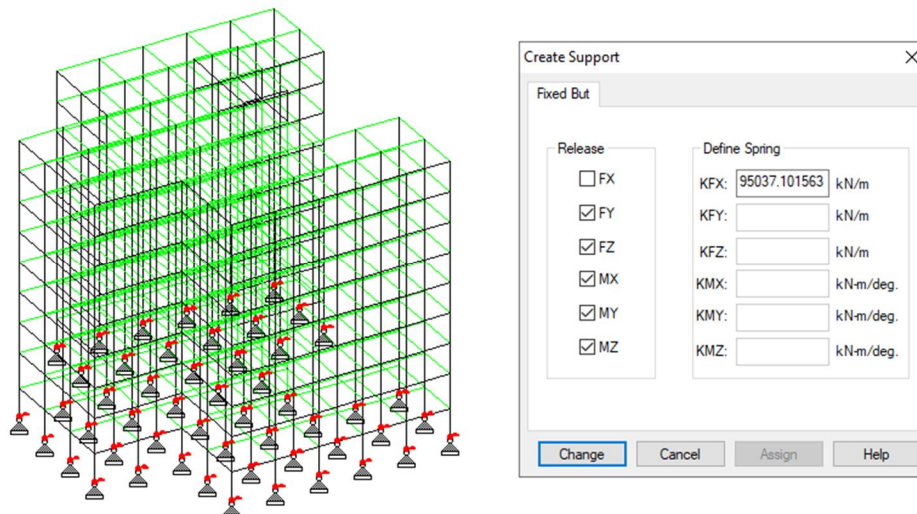 Create Support
Fixed But
Release
FX
FY
FZ
MX
MY
MZ
Define Spring
KFX: 95037.101563 kN/m
KFY: kN/m
KFZ: kN/m
KMX: kN-m/deg.
KMY: kN-m/deg.
KMZ: kN-m/deg.
Change Cancel Assign Help